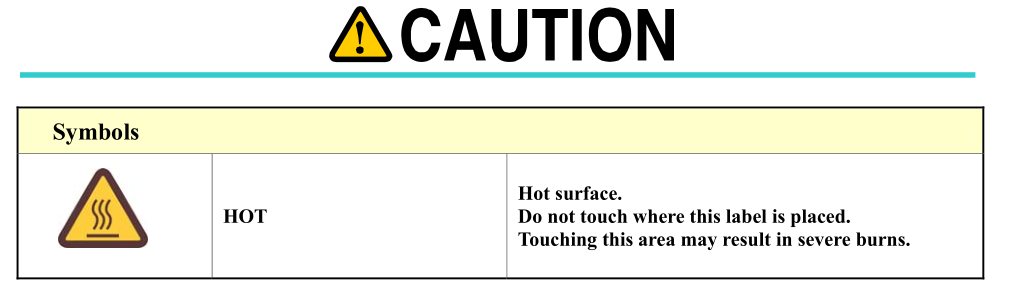 CAUTION
Symbols
HOT
Hot surface.
Do not touch where this label is placed.
Touching this area may result in severe burns.